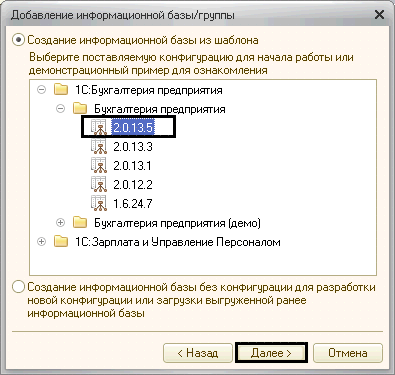 Добавление информационной базы/группы
Создание информационной базы из шаблона
Выберите поставляемую конфигурацию для начала работы или
демонстрационный пример для ознакомления
1С:Бухгалтерия предприятия
Бухгалтерия предприятия
2.0.13.5
2.0.13.3
2.0.13.1
2.0.12.2
1.6.24.7
Бухгалтерия предприятия (демо)
1С:Зарплата и Управление Персоналом
Создание информационной базы без конфигурации для разработки
новой конфигурации или загрузки выгруженной ранее
информационной базы
< Назад
Далее >
Отмена